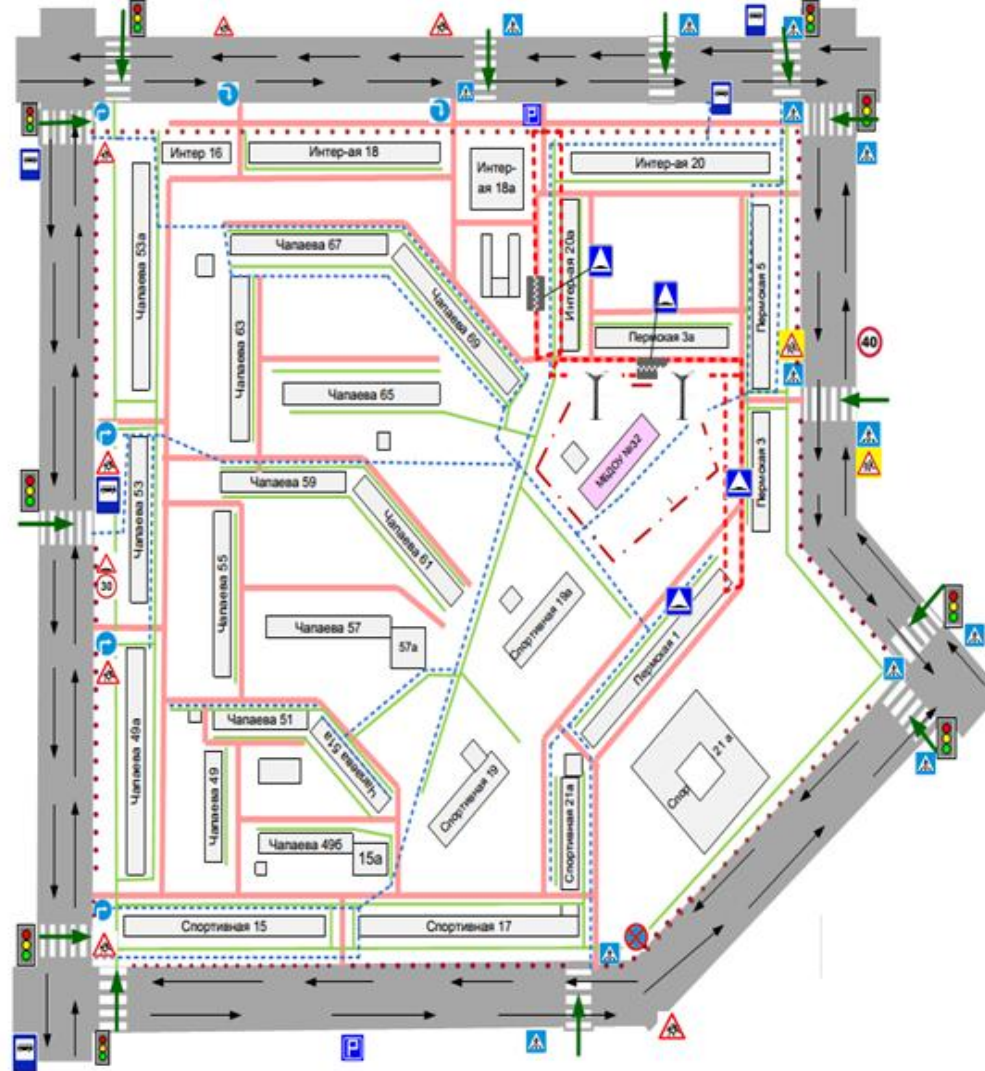 P
Интер 16
Интер-ая 18
Интер-
ая 18а
Интер-ая 20
Чапаева 53а
Чапаева 67
Чапаева 69
Интер-ая 20а
Пермская 5
Чапаева 63
Пермская 3а
40
Чапаева 65
МБДОУ №32
Пермская 3
Чапаева 59
Чапаева 53
Чапаева 61
Чапаева 55
30
Спортивная 19а
Чапаева 57
57а
Пермская 1
Чапаева 49а
Чапаева 51
Чапаева 51а
Спор
21 а
Чапаева 49
Спортивная 19
Спортивная 21а
Чапаева 49б
15а
Спортивная 15
Спортивная 17
P